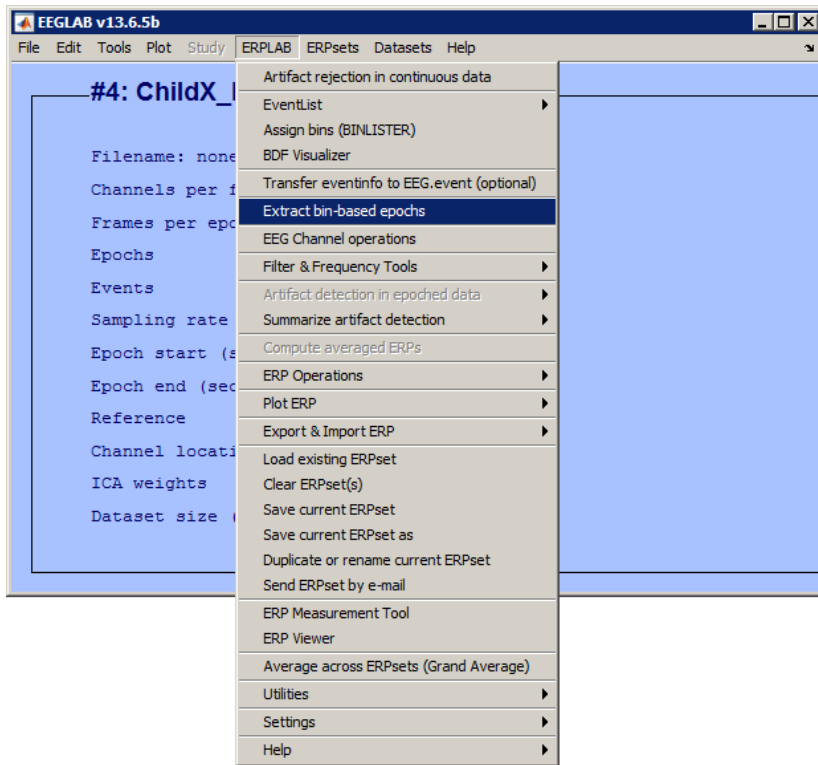 EEGLAB v13.6.5b
File Edit Tools Plot Study ERPLAB ERPsets Datasets Help
#4: ChildX_
Filename: none
Channels per f
Frames per epo
Epochs
Events
Sampling rate
Epoch start (s
Epoch end (sec
Reference
Channel locati
ICA weights
Dataset size (
Artifact rejection in continuous data
EventList
Assign bins (BINLISTER)
BDF Visualizer
Transfer eventinfo to EEG.event (optional)
Extract bin-based epochs
EEG Channel operations
Filter & Frequency Tools
Artifact detection in epoched data
Summarize artifact detection
Compute averaged ERPs
ERP Operations
Plot ERP
Export & Import ERP
Load existing ERPset
Clear ERPset(s)
Save current ERPset
Save current ERPset as
Duplicate or rename current ERPset
Send ERPset by e-mail
ERP Measurement Tool
ERP Viewer
Average across ERPsets (Grand Average)
Utilities
Settings
Help